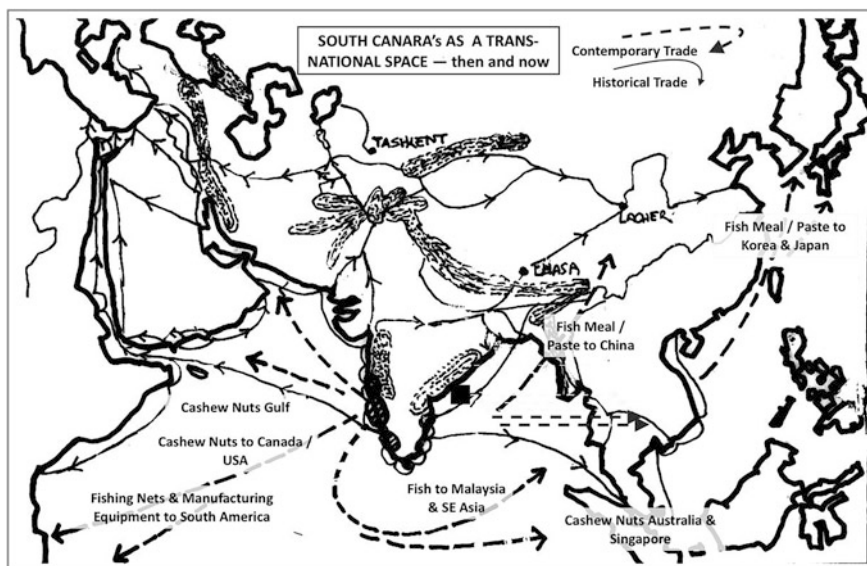 SOUTH CANARA's AS A TRANS-
NATIONAL SPACE — then and now
Contemporary Trade
Historical Trade
TASHKENT
LHASA
Fish Meal / Paste to
Korea & Japan
Fish Meal /
Paste to China
Cashew Nuts Gulf
Cashew Nuts to Canada /
USA
Fishing Nets & Manufacturing
Equipment to South America
Fish to Malaysia
& SE Asia
Cashew Nuts Australia &
Singapore